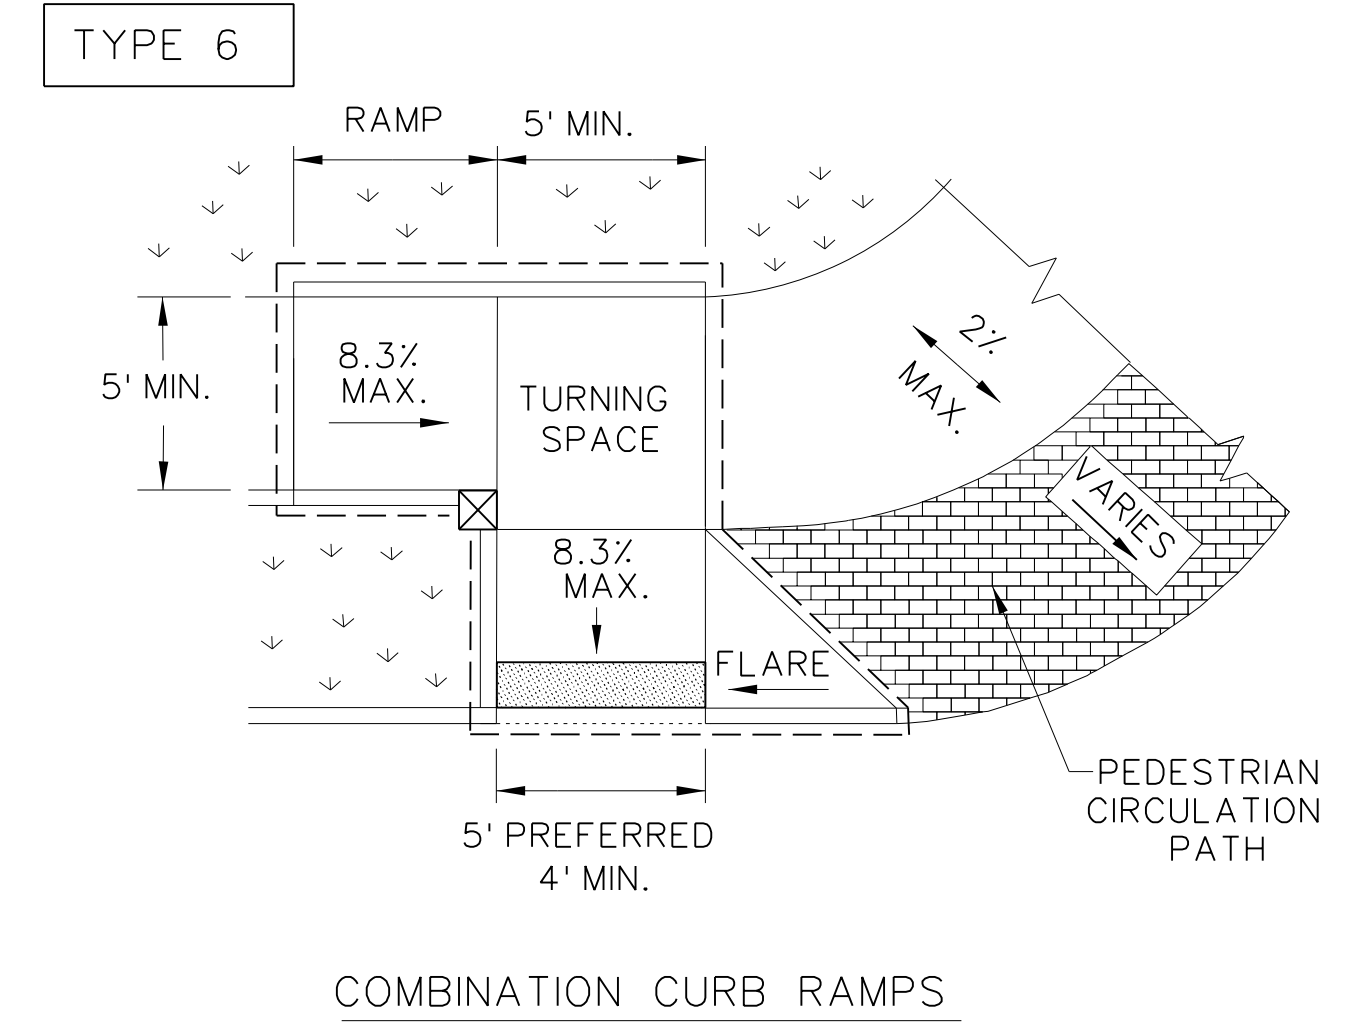 TYPE 6
RAMP
5' MIN.
8.3%
MAX.
5' MIN.
TURNING
SPACE
2%
MAX.
VARIES
8.3%
MAX.
FLARE
PEDESTRIAN
CIRCULATION
PATH
5' PREFERRED
4' MIN.
COMBINATION CURB RAMPS